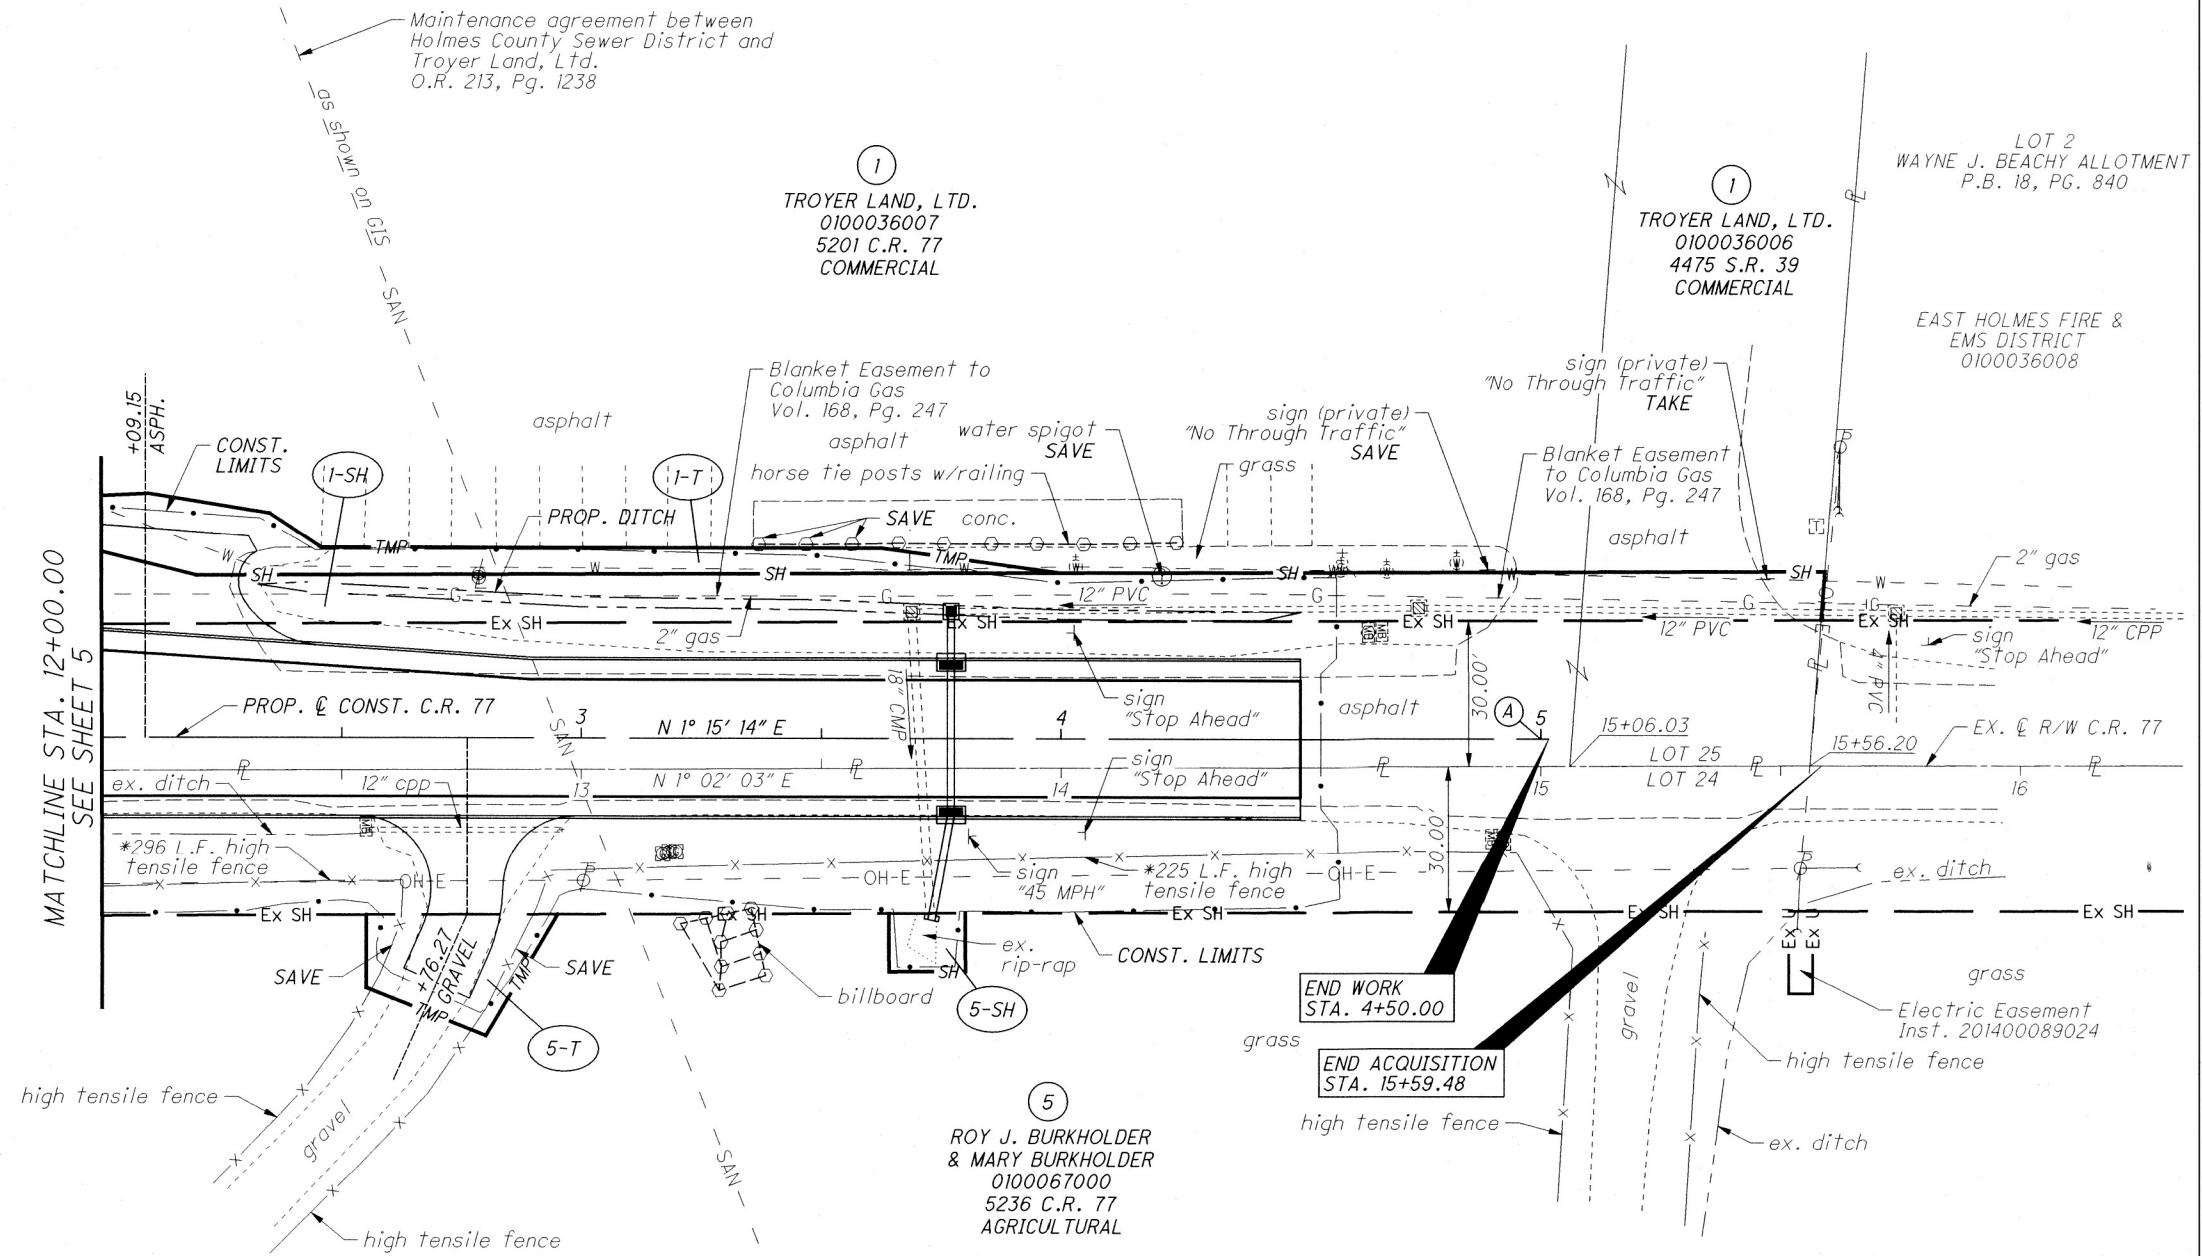 Maintenance agreement between
Holmes County Sewer District and
Troyer Land, Ltd.
O.R. 213, Pg. 1238
as shown on GIS
SAN
1
TROYER LAND, LTD.
0100036007
5201 C.R. 77
COMMERCIAL
1
TROYER LAND, LTD.
0100036006
4475 S.R. 39
COMMERCIAL
LOT 2
WAYNE J. BEACHY ALLOTMENT
P.B. 18, PG. 840
EAST HOLMES FIRE &
EMS DISTRICT
0100036008
+09.15
ASPH.
CONST.
LIMITS
1-SH
asphalt
1-T
Blanket Easement to
Columbia Gas
Vol. 168, Pg. 247
asphalt
horse tie posts w/railing
water spigot
SAVE
sign (private)
"No Through Traffic"
SAVE
grass
sign (private)
"No Through Traffic"
TAKE
Blanket Easement
to Columbia Gas
Vol. 168, Pg. 247
asphalt
PROP. DITCH
SAVE conc.
TMP
TMP
W
W
W
W
W
W
SH
SH
SH
SH
G
G
G
G
G
12" PVC
2" gas
2" gas
Ex SH
Ex SH
Ex SH
Ex SH
12" PVC
12" CPP
4" PVC
sign
"Stop Ahead"
MATCHLINE STA. 12+00.00
SEE SHEET 5
PROP. ℄ CONST. C.R. 77
3
N 1° 15' 14" E
18" CMP
4
sign
"Stop Ahead"
asphalt
30.00'
A
5
15+06.03
15+56.20
EX. ℄ R/W C.R. 77
LOT 25
LOT 24
SAN
ex. ditch
12" cpp
13
N 1° 02' 03" E
14
sign
"Stop Ahead"
15
16
MB
*296 L.F. high
tensile fence
OH-E
OH-E
OH-E
sign
"45 MPH"
*225 L.F. high
tensile fence
30.00'
ex. ditch
Ex SH
Ex SH
Ex SH
Ex SH
Ex SH
Ex U
Ex U
SAVE
+76.27
GRAVEL
TMP
TMP
SAVE
billboard
ex.
rip-rap
SH
CONST. LIMITS
5-SH
5-T
END WORK
STA. 4+50.00
grass
gravel
grass
Electric Easement
Inst. 201400089024
high tensile fence
END ACQUISITION
STA. 15+59.48
high tensile fence
gravel
high tensile fence
ex. ditch
SAN
5
ROY J. BURKHOLDER
& MARY BURKHOLDER
0100067000
5236 C.R. 77
AGRICULTURAL
high tensile fence